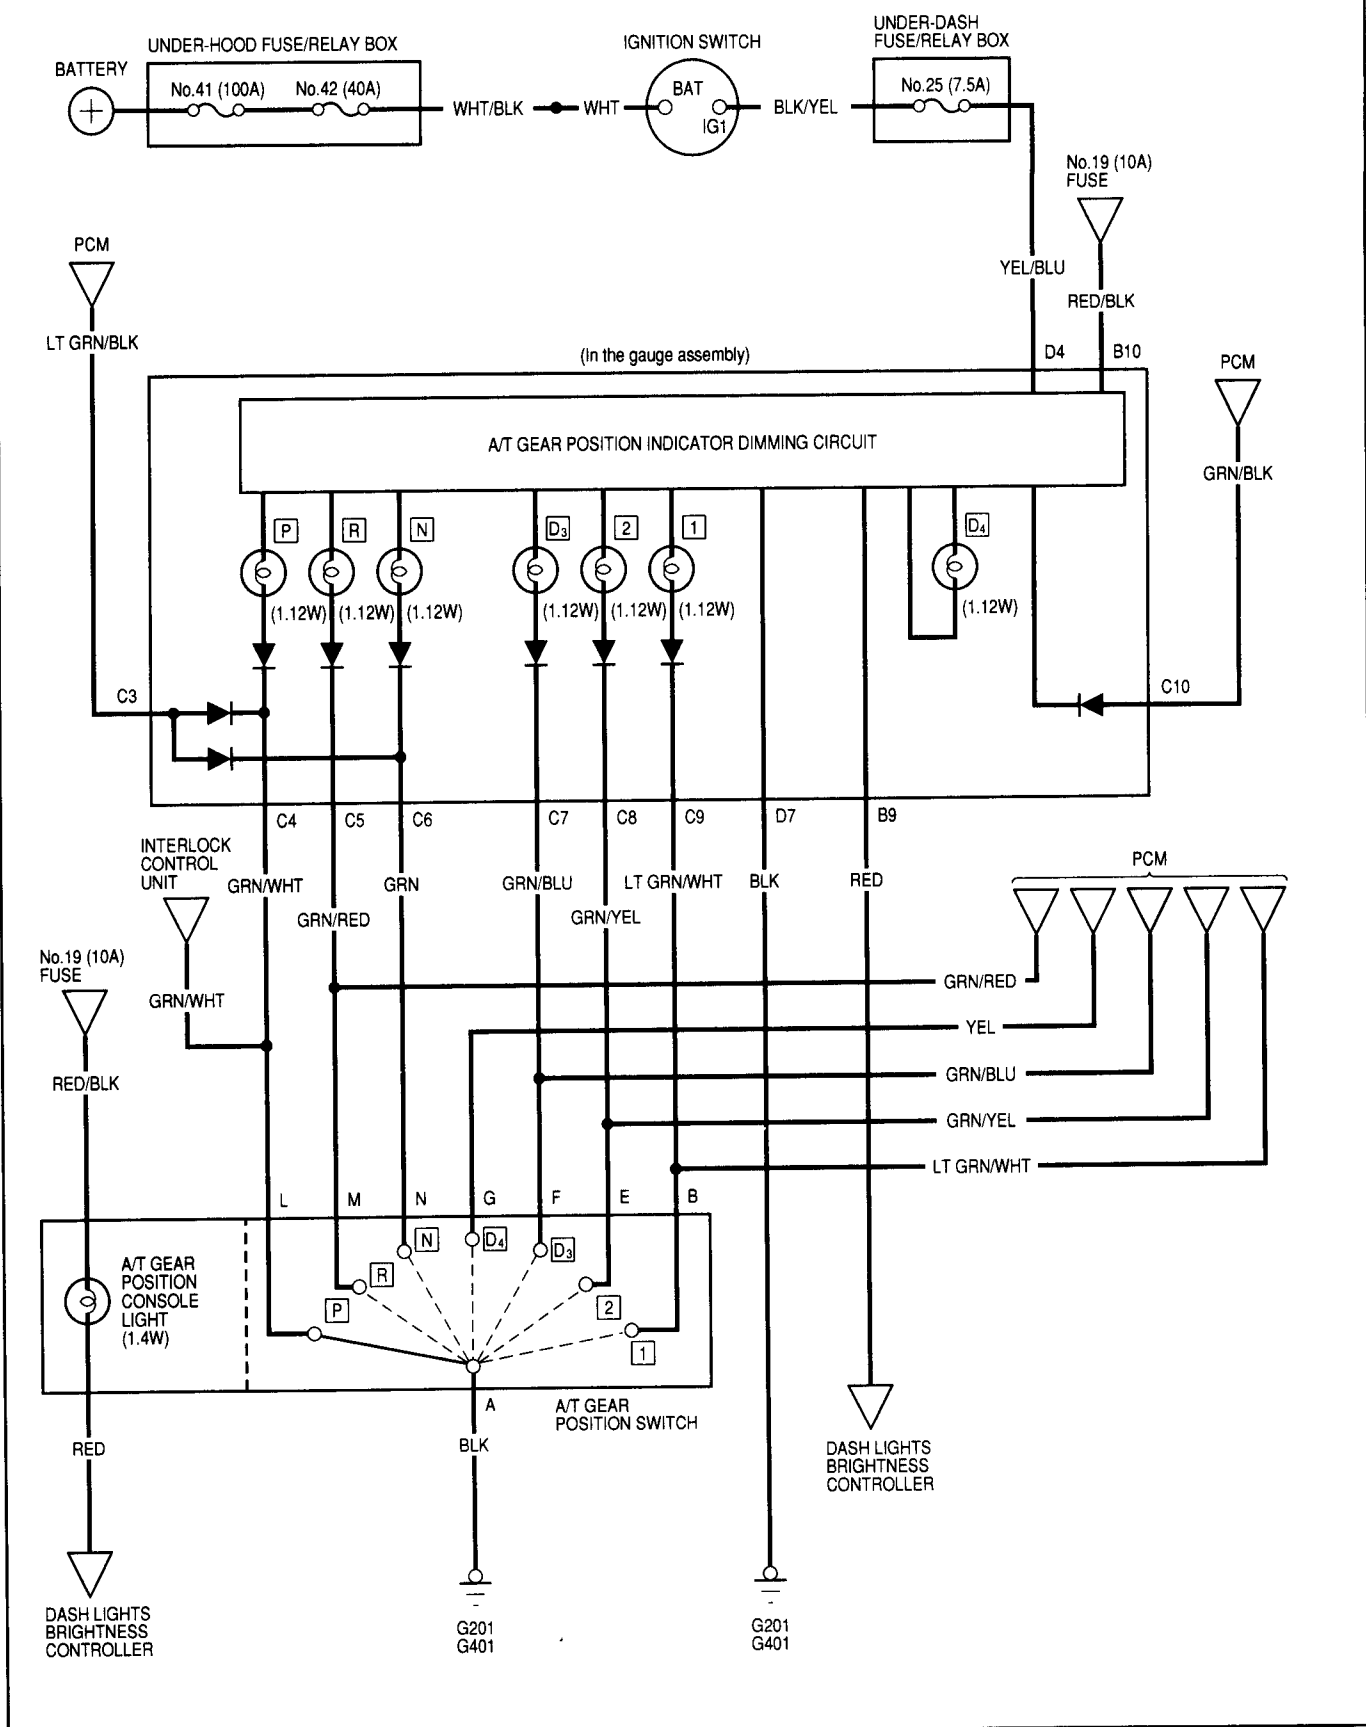 UNDER-DASH
FUSE/RELAY BOX
UNDER-HOOD FUSE/RELAY BOX
IGNITION SWITCH
BATTERY
No.41 (100A)
No.42 (40A)
BAT
No.25 (7.5A)
WHT/BLK
WHT
BLK/YEL
IG1
No.19 (10A)
FUSE
PCM
YEL/BLU
RED/BLK
LT GRN/BLK
(In the gauge assembly)
D4
B10
PCM
A/T GEAR POSITION INDICATOR DIMMING CIRCUIT
GRN/BLK
P
R
N
D3
2
1
D4
(1.12W)
(1.12W)
(1.12W)
(1.12W)
(1.12W)
(1.12W)
(1.12W)
C3
C10
C4
C5
C6
C7
C8
C9
D7
B9
INTERLOCK
CONTROL
UNIT
PCM
GRN/WHT
GRN
GRN/BLU
LT GRN/WHT
BLK
RED
GRN/RED
GRN/YEL
No.19 (10A)
FUSE
GRN/WHT
GRN/RED
YEL
RED/BLK
GRN/BLU
GRN/YEL
LT GRN/WHT
L
M
N
G
F
E
B
N
D4
D3
A/T GEAR
POSITION
CONSOLE
LIGHT
(1.4W)
R
P
2
1
A
A/T GEAR
POSITION SWITCH
RED
BLK
DASH LIGHTS
BRIGHTNESS
CONTROLLER
DASH LIGHTS
BRIGHTNESS
CONTROLLER
G201
G401
G201
G401